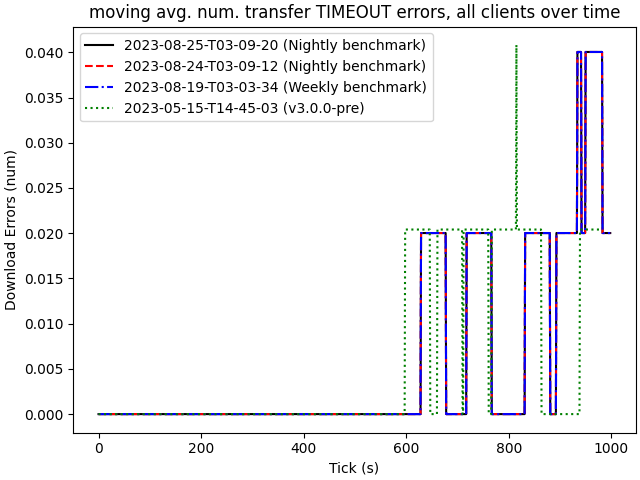 moving avg. num. transfer TIMEOUT errors, all clients over time
2023-08-25-T03-09-20 (Nightly benchmark)
2023-08-24-T03-09-12 (Nightly benchmark)
2023-08-19-T03-03-34 (Weekly benchmark)
2023-05-15-T14-45-03 (v3.0.0-pre)
Download Errors (num)
0.040
0.035
0.030
0.025
0.020
0.015
0.010
0.005
0.000
0 200 400 600 800 1000
Tick (s)